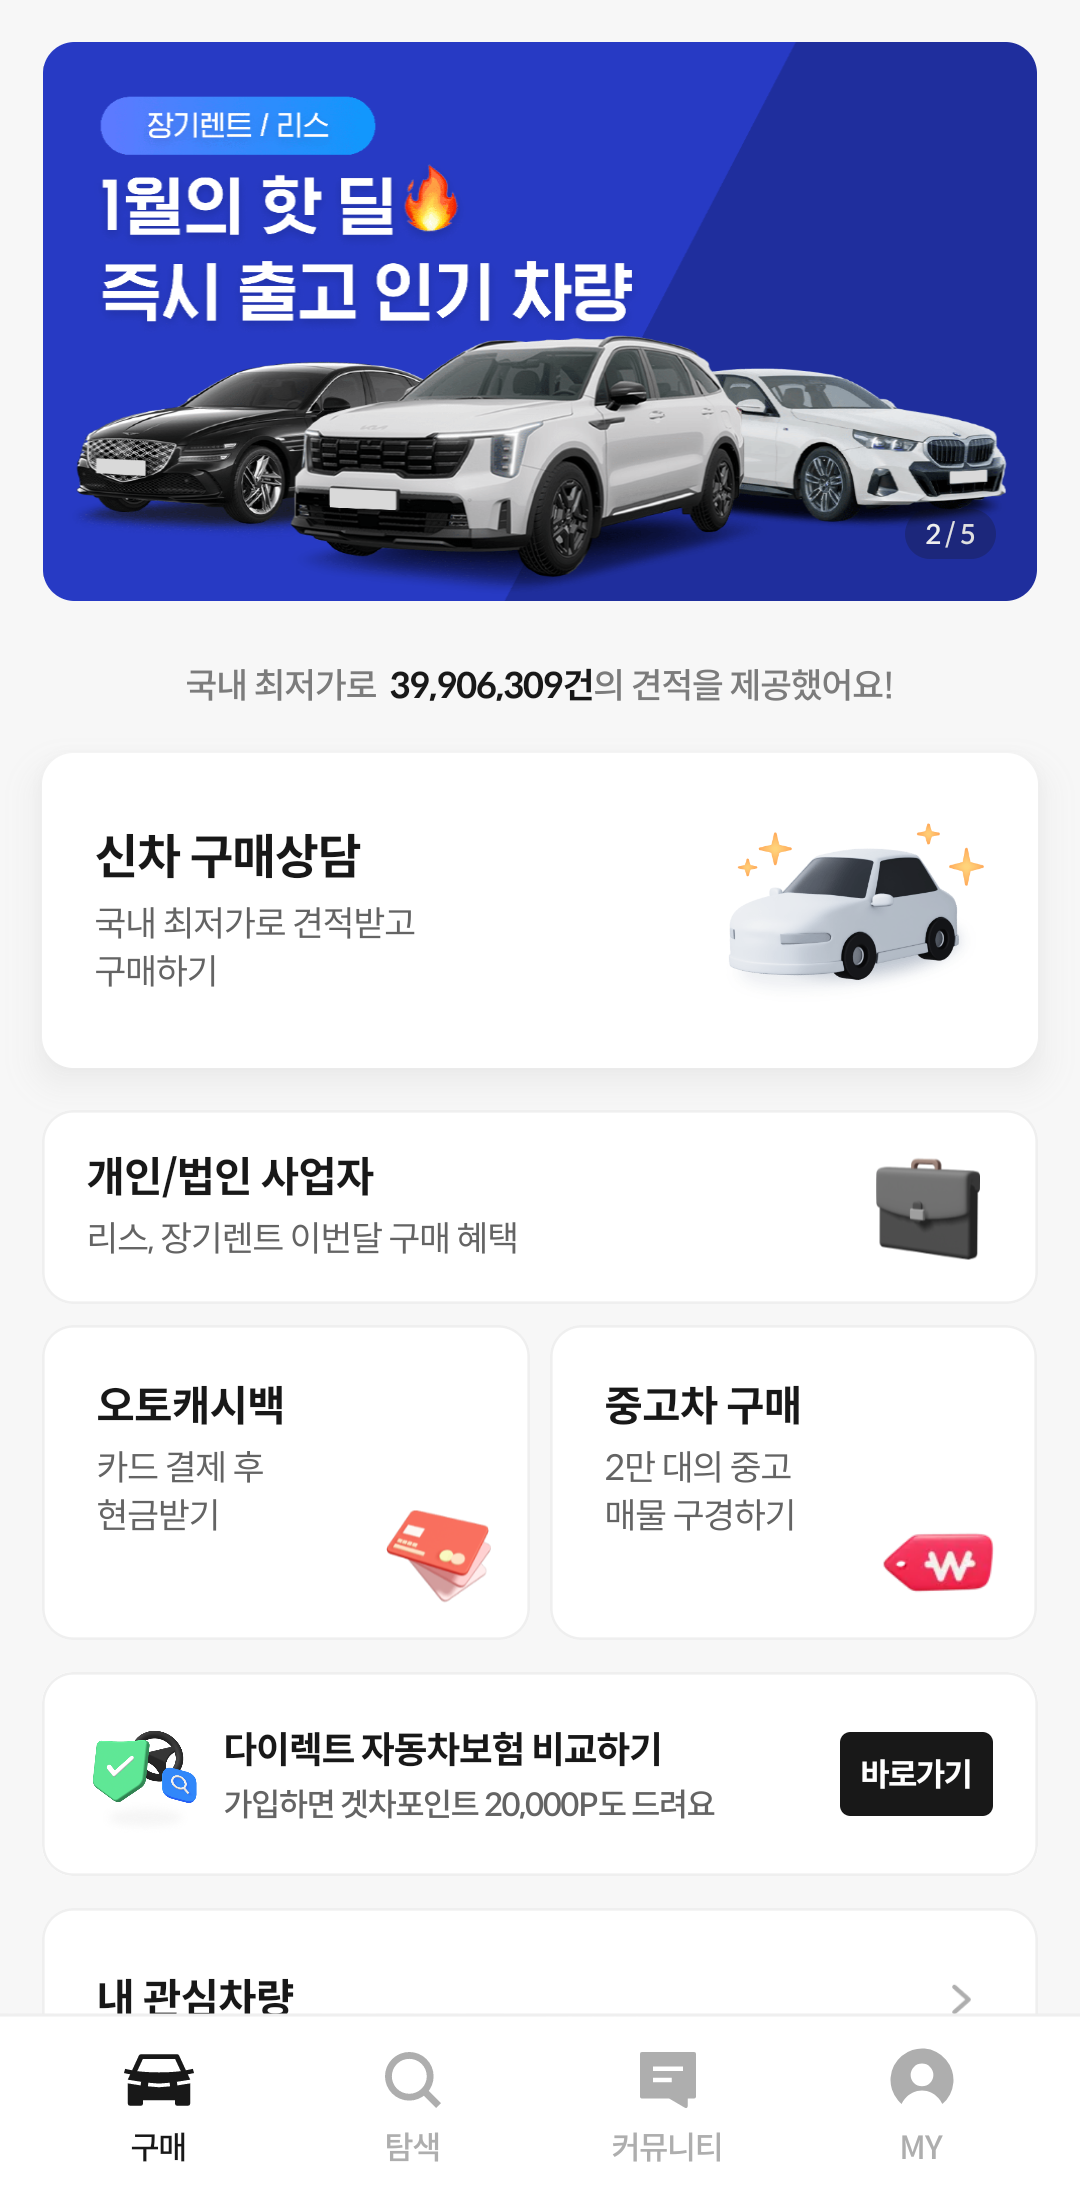 장기렌트 / 리스
1월의 핫 딜🔥
즉시 출고 인기 차량
2 / 5
국내 최저가로 39,906,309건의 견적을 제공했어요!
신차 구매상담
국내 최저가로 견적받고
구매하기
개인/법인 사업자
리스, 장기렌트 이번달 구매 혜택
오토캐시백
카드 결제 후
현금받기
중고차 구매
2만 대의 중고
매물 구경하기
₩
다이렉트 자동차보험 비교하기
가입하면 겟차포인트 20,000P도 드려요
바로가기
내 관심차량
구매
탐색
커뮤니티
MY